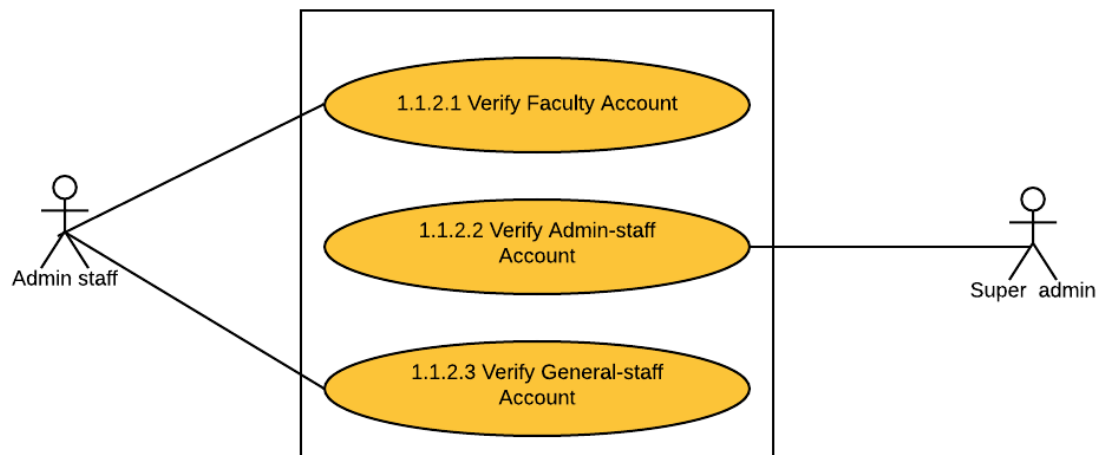 1.1.2.1 Verify Faculty Account
1.1.2.2 Verify Admin-staff
Account
Admin staff
Super admin
1.1.2.3 Verify General-staff
Account